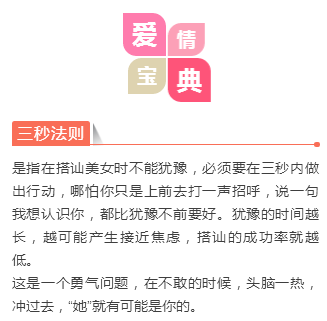 爱情
宝典
三秒法则
是指在搭讪美女时不能犹豫，必须要在三秒内做
出行动，哪怕你只是上前去打一声招呼，说一句
我想认识你，都比犹豫不前要好。犹豫的时间越
长，越可能产生接近焦虑，搭讪的成功率就越
低。
这是一个勇气问题，在不敢的时候，头脑一热，
冲过去，“她”就有可能是你的。